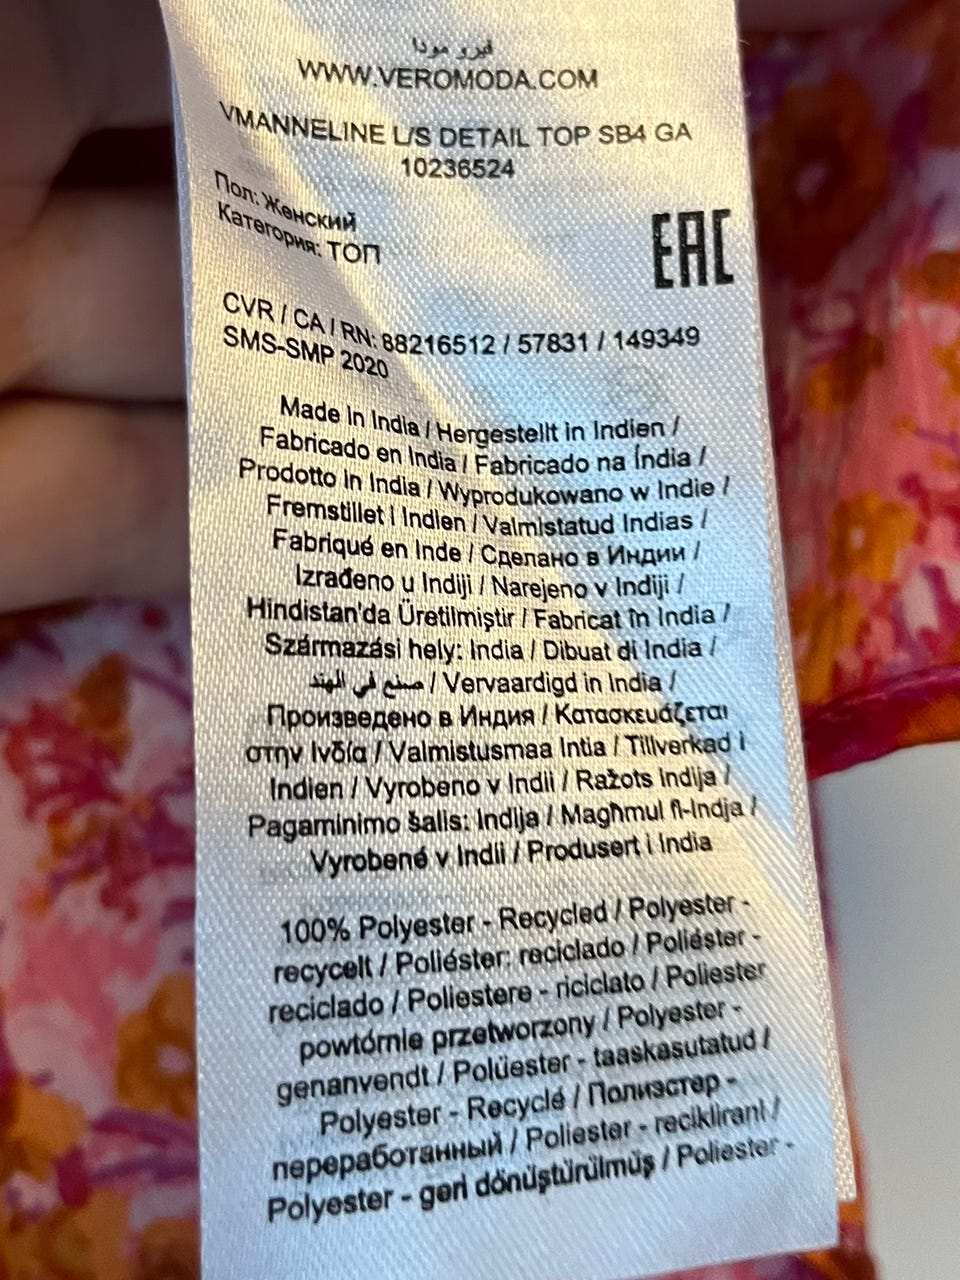 فيرو مودا
WWW.VEROMODA.COM
VMANNELINE L/S DETAIL TOP SB4 GA
10236524
Пол: Женский
Категория: ТОП
EAC
CVR / CA / RN: 88216512 / 57831 / 149349
SMS-SMP 2020
Made in India / Hergestellt in Indien /
Fabricado en India / Fabricado na Índia /
Prodotto in India / Wyprodukowano w Indie /
Fremstillet i Indien / Valmistatud Indias /
Fabriqué en Inde / Сделано в Индии /
Izrađeno u Indiji / Narejeno v Indiji /
Hindistan'da Üretilmiştir / Fabricat în India /
Származási hely: India / Dibuat di India /
صنع في الهند / Vervaardigd in India /
Произведено в Индия / Κατασκευάζεται
στην Ινδία / Valmistusmaa Intia / Tillverkad i
Indien / Vyrobeno v Indii / Ražots Indija /
Pagaminimo šalis: Indija / Magħmul fl-Indja /
Vyrobené v Indii / Produsert i India
100% Polyester - Recycled / Polyester -
recycelt / Poliéster: reciclado / Poliéster -
reciclado / Poliestere - riciclato / Poliester
powtórnie przetworzony / Polyester -
genanvendt / Polüester - taaskasutatud /
Polyester - Recyclé / Полиэстер -
переработанный / Poliester - reciklirani /
Polyester - geri dönüştürülmüş / Poliester -